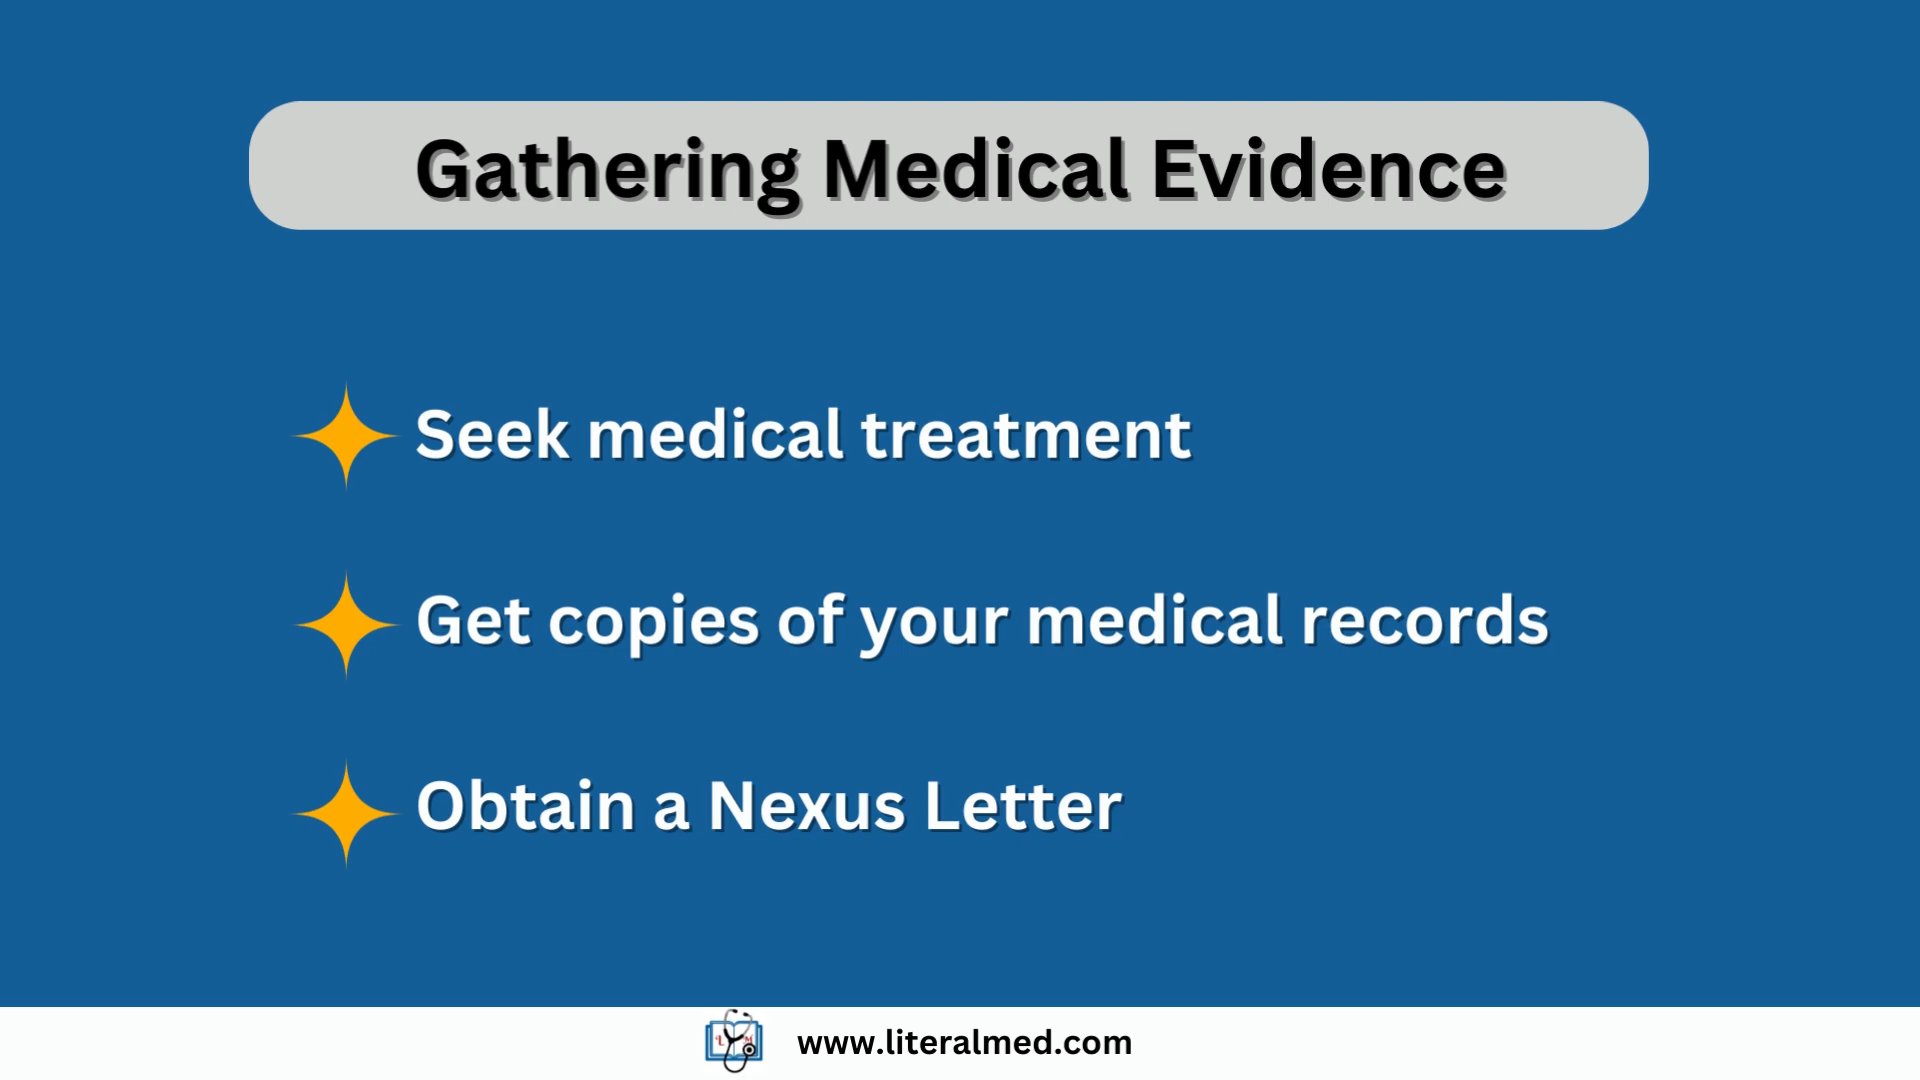 Gathering Medical Evidence
Seek medical treatment
Get copies of your medical records
Obtain a Nexus Letter
L M
www.literalmed.com